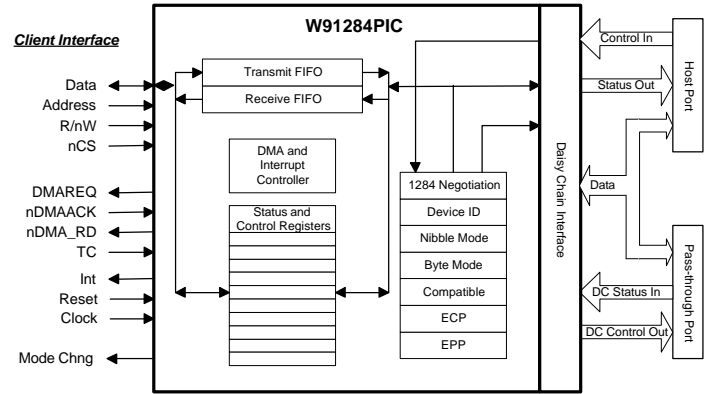 W91284PIC
Client Interface
Data
Address
R/nW
nCS
DMAREQ
nDMAACK
nDMA_RD
TC
Int
Reset
Clock
Mode Chng
Transmit FIFO
Receive FIFO
DMA and
Interrupt
Controller
Status and
Control Registers
1284 Negotiation
Device ID
Nibble Mode
Byte Mode
Compatible
ECP
EPP
Daisy Chain Interface
Control In
Status Out
Data
DC Status In
DC Control Out
Host Port
Pass-through Port